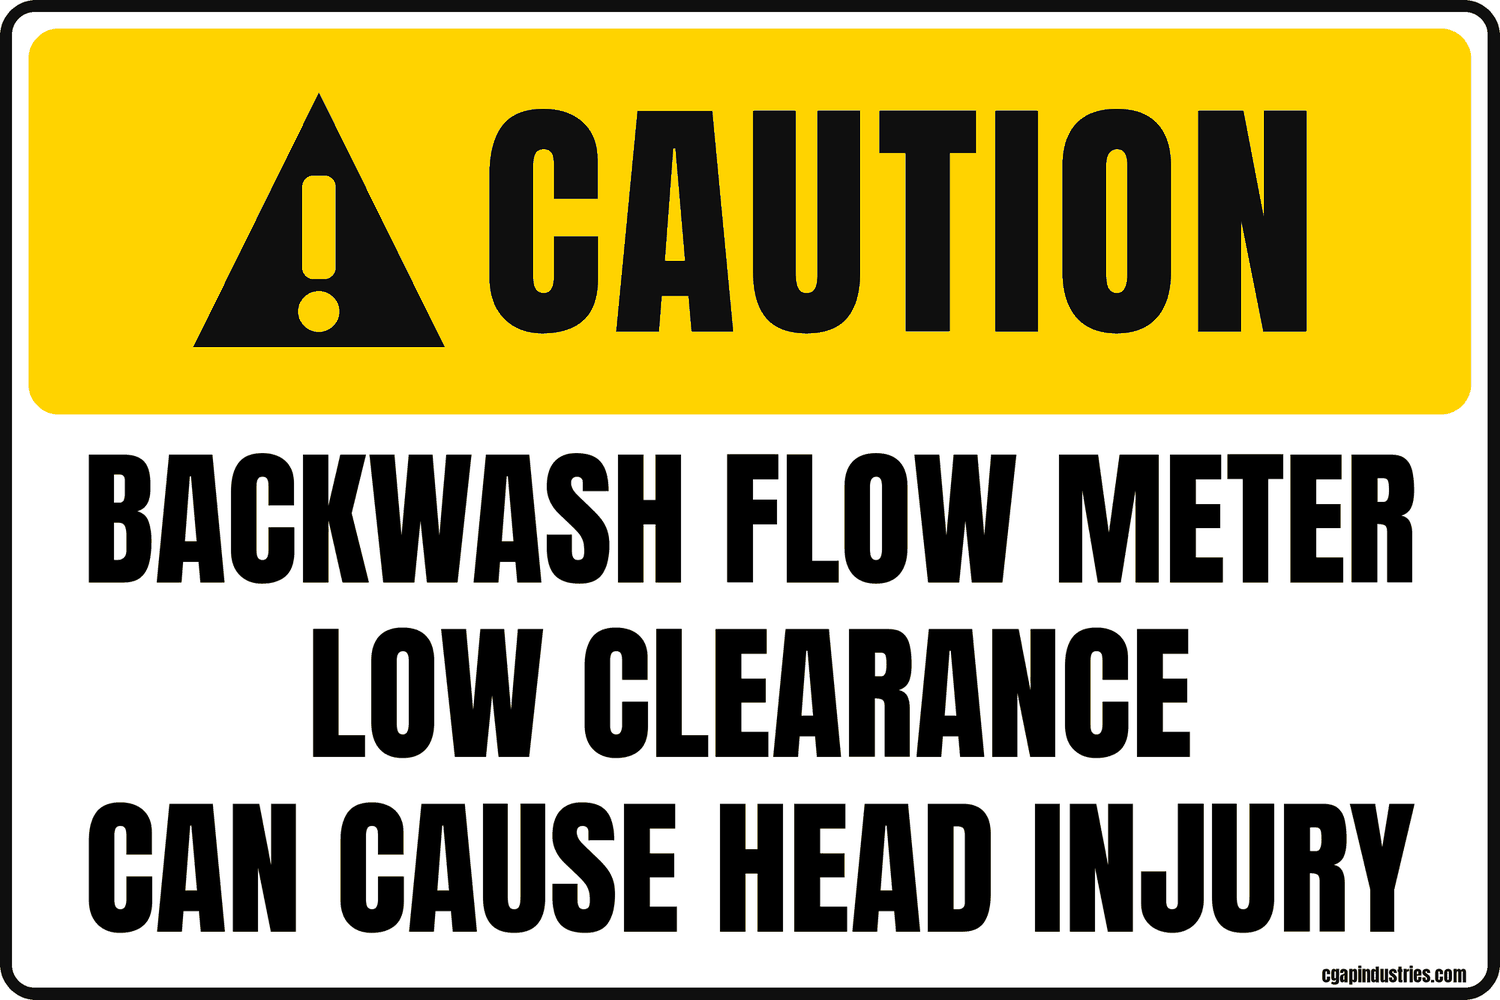 CAUTION
BACKWASH FLOW METER
LOW CLEARANCE
CAN CAUSE HEAD INJURY
cgapindustries.com